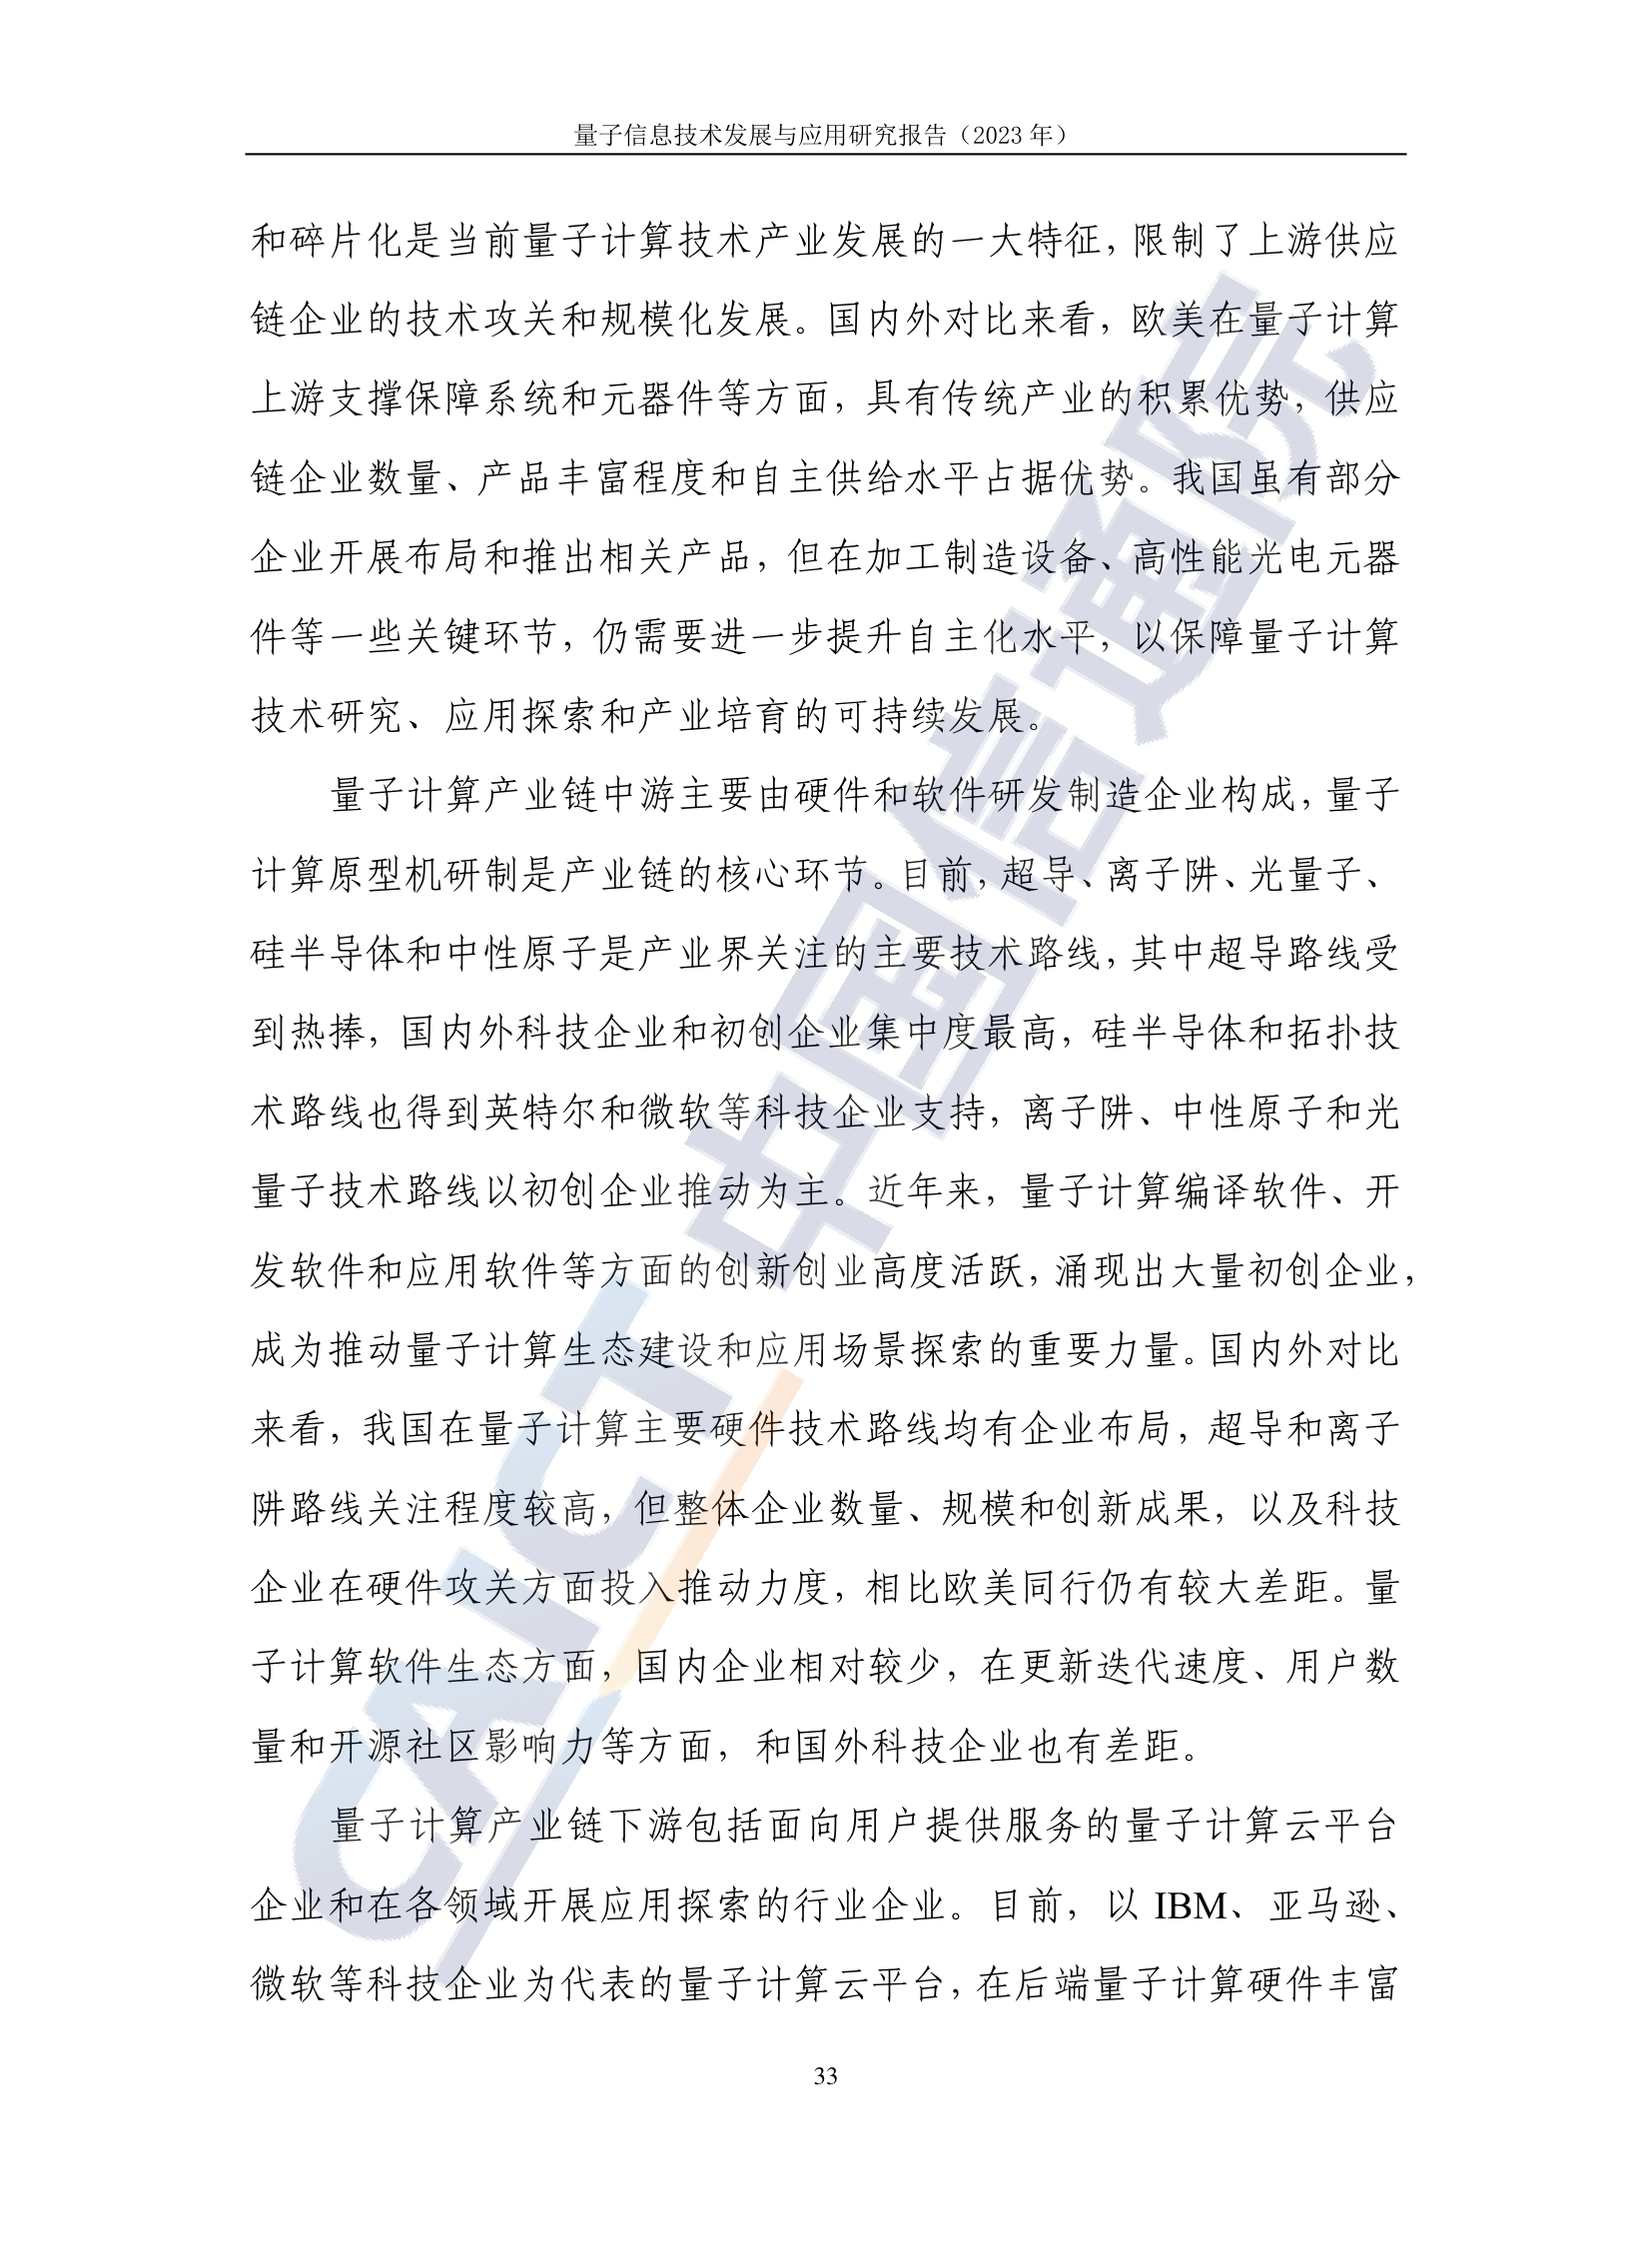 量子信息技术发展与应用研究报告（2023 年）
和碎片化是当前量子计算技术产业发展的一大特征，限制了上游供应
链企业的技术攻关和规模化发展。国内外对比来看，欧美在量子计算
上游支撑保障系统和元器件等方面，具有传统产业的积累优势，供应
链企业数量、产品丰富程度和自主供给水平占据优势。我国虽有部分
企业开展布局和推出相关产品，但在加工制造设备、高性能光电元器
件等一些关键环节，仍需要进一步提升自主化水平，以保障量子计算
技术研究、应用探索和产业培育的可持续发展。
量子计算产业链中游主要由硬件和软件研发制造企业构成，量子
计算原型机研制是产业链的核心环节。目前，超导、离子阱、光量子、
硅半导体和中性原子是产业界关注的主要技术路线，其中超导路线受
到热捧，国内外科技企业和初创企业集中度最高，硅半导体和拓扑技
术路线也得到英特尔和微软等科技企业支持，离子阱、中性原子和光
量子技术路线以初创企业推动为主。近年来，量子计算编译软件、开
发软件和应用软件等方面的创新创业高度活跃，涌现出大量初创企业，
成为推动量子计算生态建设和应用场景探索的重要力量。国内外对比
来看，我国在量子计算主要硬件技术路线均有企业布局，超导和离子
阱路线关注程度较高，但整体企业数量、规模和创新成果，以及科技
企业在硬件攻关方面投入推动力度，相比欧美同行仍有较大差距。量
子计算软件生态方面，国内企业相对较少，在更新迭代速度、用户数
量和开源社区影响力等方面，和国外科技企业也有差距。
量子计算产业链下游包括面向用户提供服务的量子计算云平台
企业和在各领域开展应用探索的行业企业。目前，以 IBM、亚马逊、
微软等科技企业为代表的量子计算云平台，在后端量子计算硬件丰富
33
CAICT 中国信通院